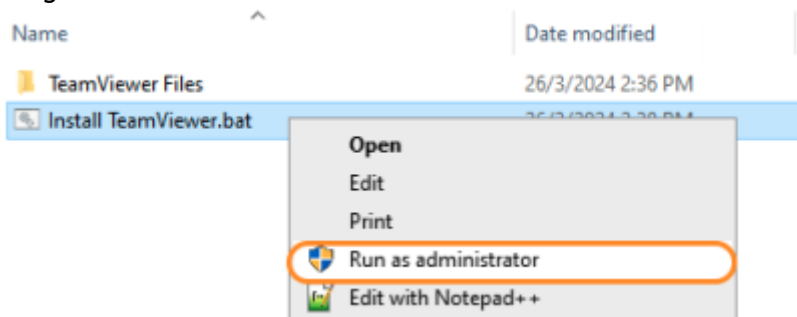 Name Date modified
TeamViewer Files 26/3/2024 2:36 PM
Install TeamViewer.bat
Open
Edit
Print
Run as administrator
Edit with Notepad++